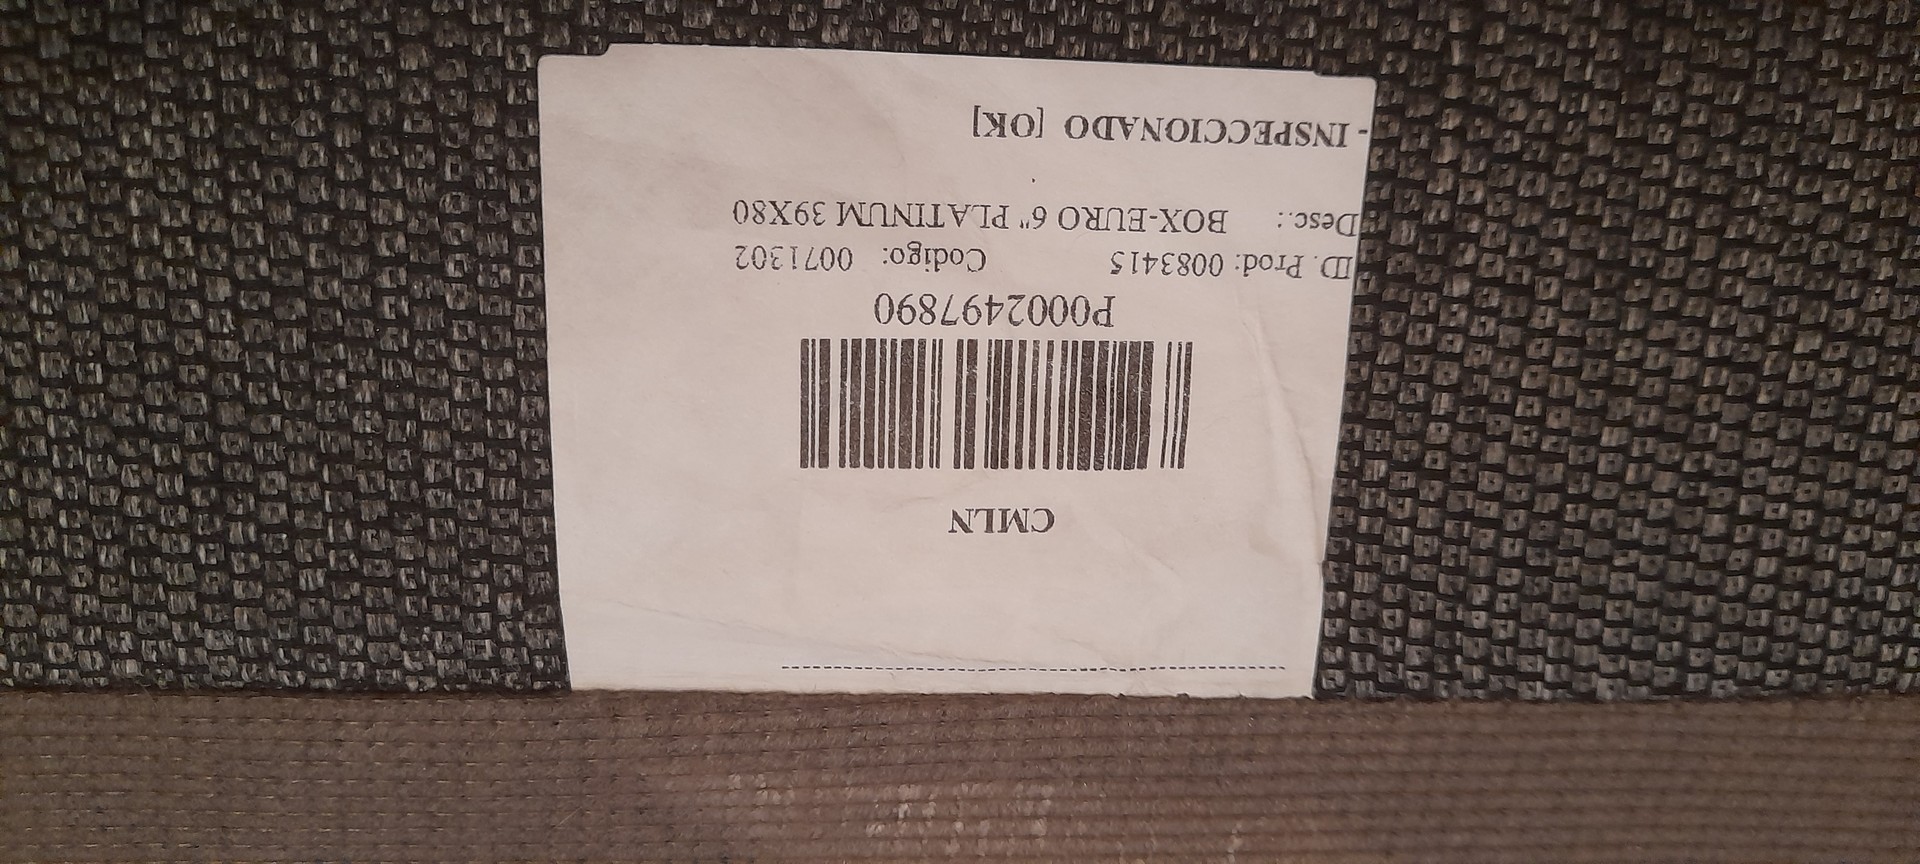 CMLN
P0002497890
ID. Prod: 0083415 Codigo: 0071302
Desc.: BOX-EURO 6" PLATINUM 39X80
- INSPECCIONADO [OK]